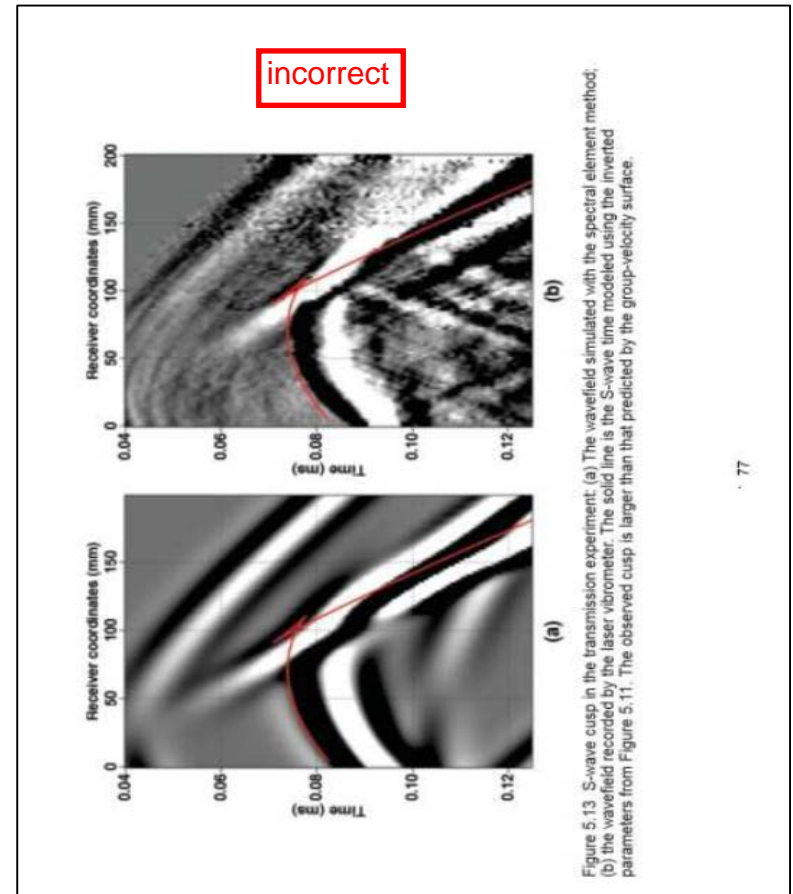 incorrect
Receiver coordinates (mm)
0 50 100 150
0.04
0.06
0.08
0.10
0.12
Time (ms)
(a)
Receiver coordinates (mm)
0 50 100 150 200
0.04
0.06
0.08
0.10
0.12
Time (ms)
(b)
Figure 5.13 S-wave cusp in the transmission experiment: (a) The wavefield simulated with the spectral element method;
(b) the wavefield recorded by the laser vibrometer. The solid line is the S-wave time modeled using the inverted
parameters from Figure 5.11. The observed cusp is larger than that predicted by the group-velocity surface.
77